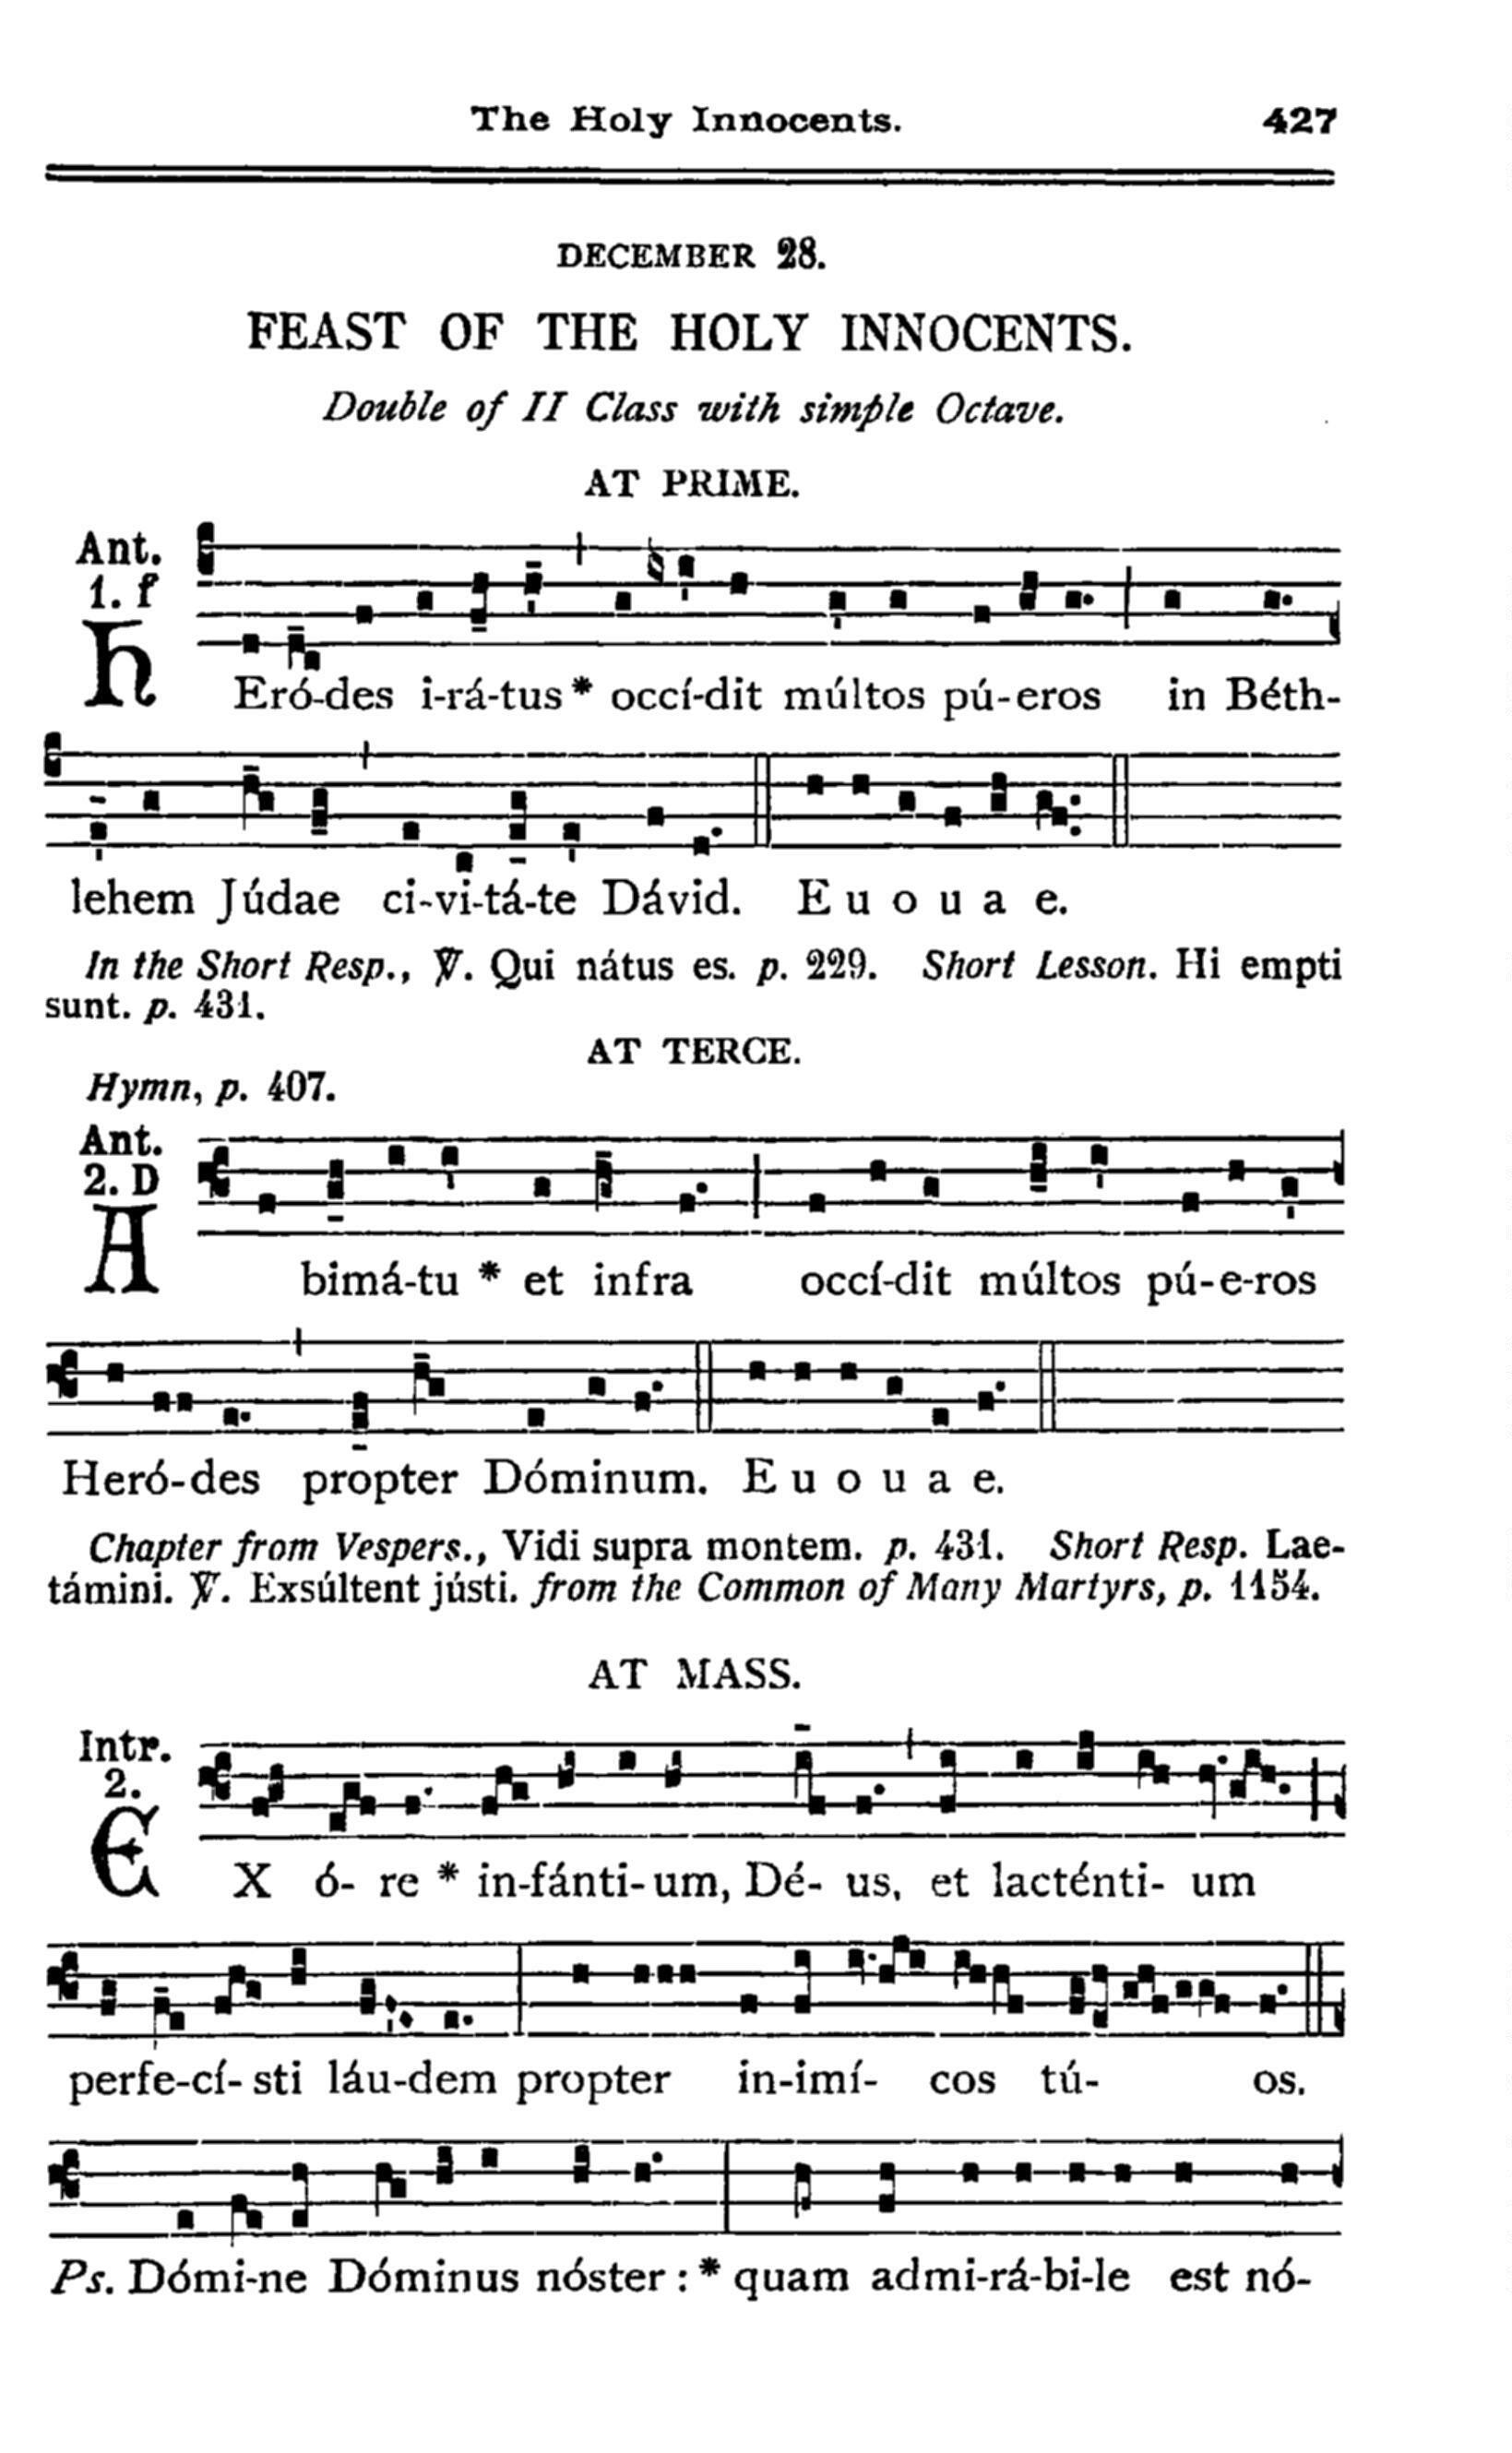 The Holy Innocents. 427
DECEMBER 28.
FEAST OF THE HOLY INNOCENTS.
Double of II Class with simple Octave.
AT PRIME.
Ant.
1. f
HEró-des i-rá-tus * occí-dit múltos pú-eros in Béth-
lehem Júdae ci-vi-tá-te Dávid. E u o u a e.
In the Short Resp., ℣. Qui nátus es. p. 229. Short Lesson. Hi empti
sunt. p. 431.
AT TERCE.
Hymn, p. 407.
Ant.
2. D
A bimá-tu * et infra occí-dit múltos pú-e-ros
Heró-des propter Dóminum. E u o u a e.
Chapter from Vespers., Vidi supra montem. p. 431. Short Resp. Lae-
támini. ℣. Exsúltent jústi. from the Common of Many Martyrs, p. 1154.
AT MASS.
Intr.
2.
EX ó- re * in-fánti-um, Dé- us, et lacténti- um
perfe-cí- sti láu-dem propter in-imí- cos tú- os.
Ps. Dómi-ne Dóminus nóster : * quam admi-rá-bi-le est nó-